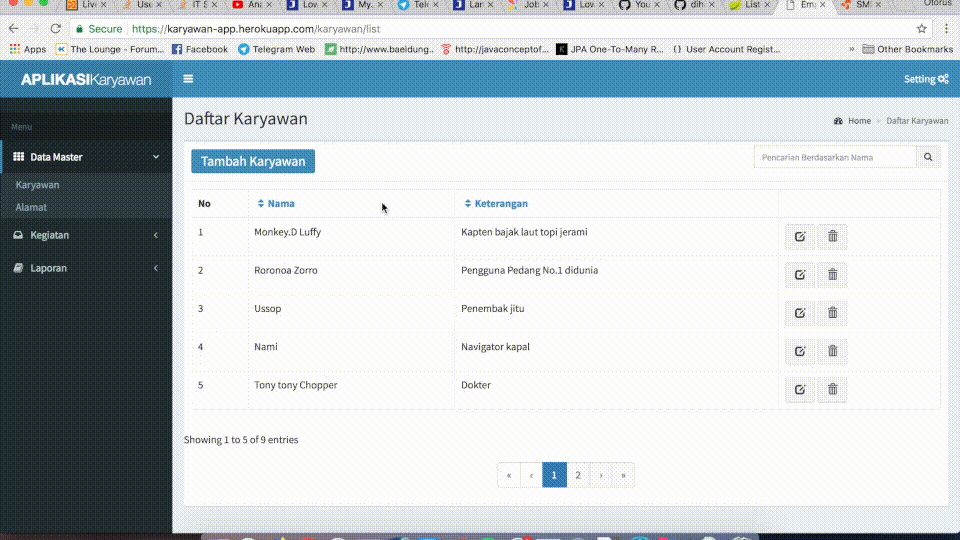 Live
Use
IT S
Ana
Lov
My.
Tele
Lar
Job
Lov
You
dih
List
Em
SM
Otorus
Secure https://karyawan-app.herokuapp.com/karyawan/list
Apps The Lounge - Forum... Facebook Telegram Web http://www.baeldung.. http://javaconceptof... JPA One-To-Many R... {} User Account Regist... » Other Bookmarks
APLIKASIKaryawan
Setting
Menu
Data Master
Karyawan
Alamat
Kegiatan
Laporan
Daftar Karyawan
Home > Daftar Karyawan
Tambah Karyawan
Pencarian Berdasarkan Nama
No Nama Keterangan
1 Monkey.D Luffy Kapten bajak laut topi jerami
2 Roronoa Zorro Pengguna Pedang No.1 didunia
3 Ussop Penembak jitu
4 Nami Navigator kapal
5 Tony tony Chopper Dokter
Showing 1 to 5 of 9 entries
« ‹ 1 2 › »